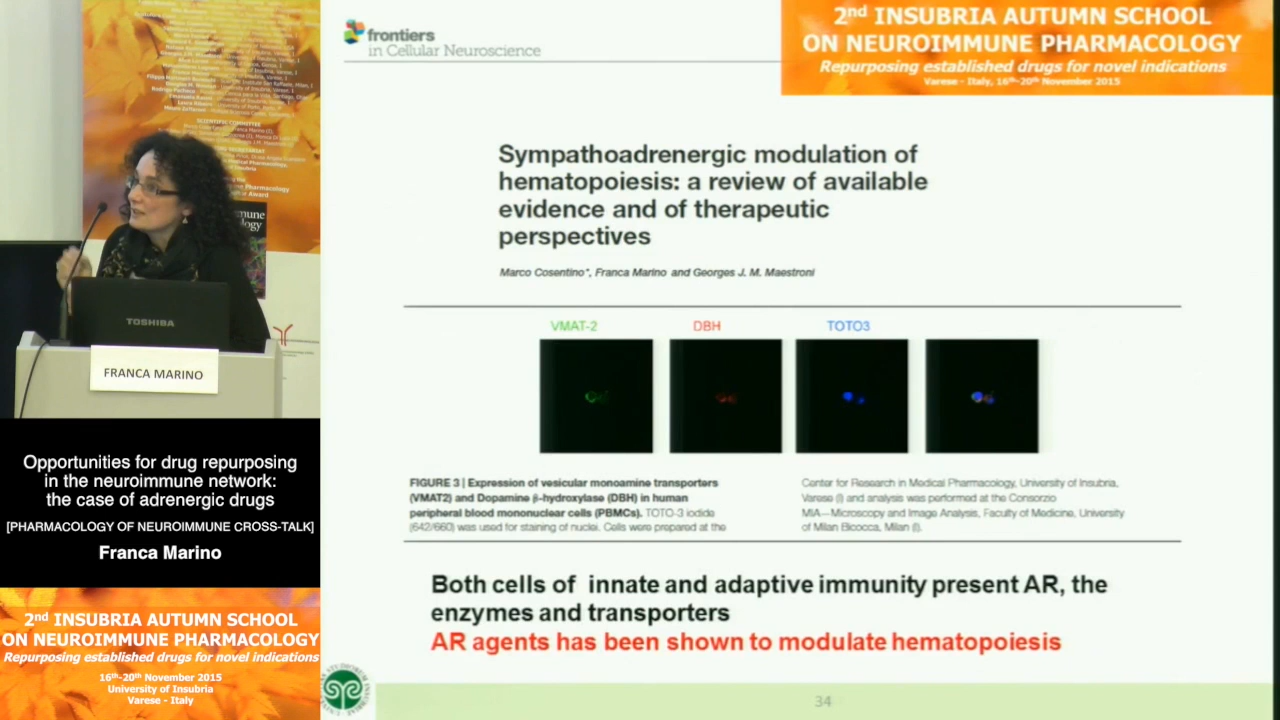 TOSHIBA
FRANCA MARINO
Opportunities for drug repurposing
in the neuroimmune network:
the case of adrenergic drugs
[PHARMACOLOGY OF NEUROIMMUNE CROSS-TALK]
Franca Marino
2nd INSUBRIA AUTUMN SCHOOL
ON NEUROIMMUNE PHARMACOLOGY
Repurposing established drugs for novel indications
16th-20th November 2015
University of Insubria
Varese - Italy
frontiers
in Cellular Neuroscience
2nd INSUBRIA AUTUMN SCHOOL
ON NEUROIMMUNE PHARMACOLOGY
Repurposing established drugs for novel indications
Varese - Italy, 16th-20th November 2015
Sympathoadrenergic modulation of
hematopoiesis: a review of available
evidence and of therapeutic
perspectives
Marco Cosentino*, Franca Marino and Georges J. M. Maestroni
VMAT-2 DBH TOTO3
FIGURE 3 | Expression of vesicular monoamine transporters
(VMAT2) and Dopamine β-hydroxylase (DBH) in human
peripheral blood mononuclear cells (PBMCs). TOTO-3 iodide
(642/660) was used for staining of nuclei. Cells were prepared at the
Center for Research in Medical Pharmacology, University of Insubria,
Varese (I) and analysis was performed at the Consorzio
MIA—Microscopy and Image Analysis, Faculty of Medicine, University
of Milan Bicocca, Milan (I).
Both cells of innate and adaptive immunity present AR, the
enzymes and transporters
AR agents has been shown to modulate hematopoiesis
34